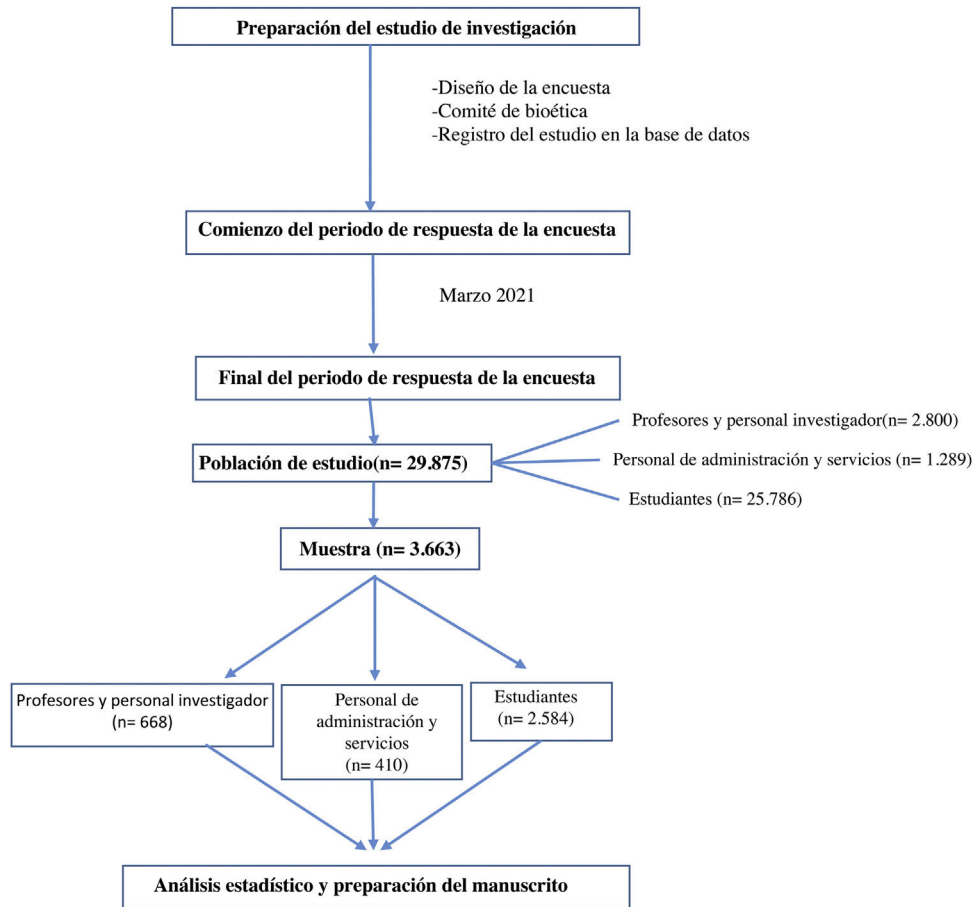 Preparación del estudio de investigación
-Diseño de la encuesta
-Comité de bioética
-Registro del estudio en la base de datos
Comienzo del periodo de respuesta de la encuesta
Marzo 2021
Final del periodo de respuesta de la encuesta
Población de estudio(n= 29.875)
Profesores y personal investigador(n= 2.800)
Personal de administración y servicios (n= 1.289)
Estudiantes (n= 25.786)
Muestra (n= 3.663)
Profesores y personal investigador
(n= 668)
Personal de
administración y
servicios
(n= 410)
Estudiantes
(n= 2.584)
Análisis estadístico y preparación del manuscrito